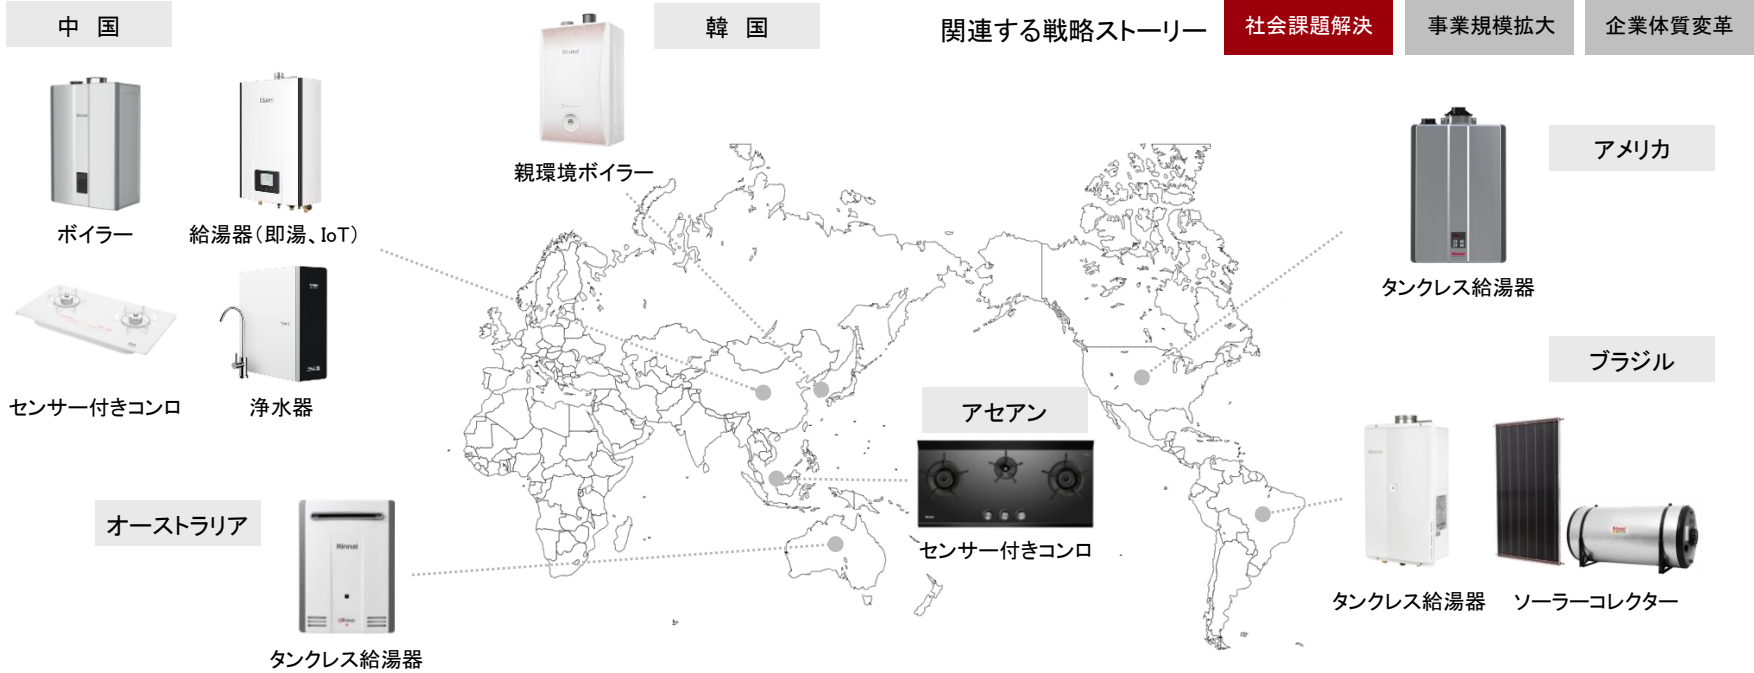 中 国
韓 国
関連する戦略ストーリー
社会課題解決
事業規模拡大
企業体質変革
ボイラー
給湯器(即湯、IoT)
センサー付きコンロ
浄水器
Rinnai
親環境ボイラー
アメリカ
タンクレス給湯器
ブラジル
Rinnai
タンクレス給湯器
ソーラーコレクター
アセアン
センサー付きコンロ
オーストラリア
Rinnai
タンクレス給湯器